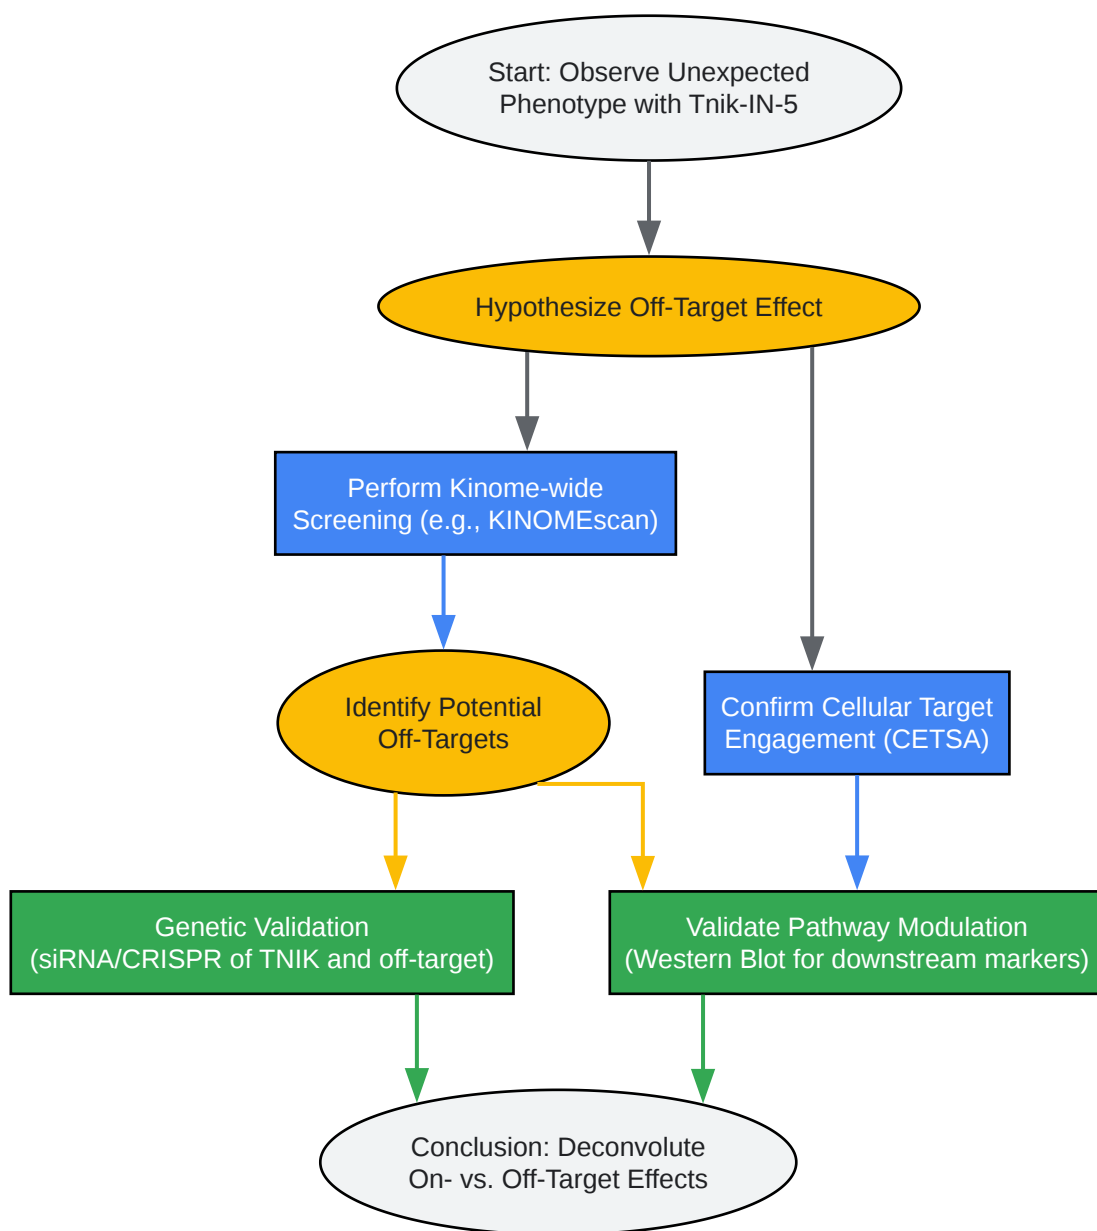 Start: Observe Unexpected
Phenotype with Tnik-IN-5
Hypothesize Off-Target Effect
Perform Kinome-wide
Screening (e.g., KINOMEscan)
Identify Potential
Off-Targets
Confirm Cellular Target
Engagement (CETSA)
Genetic Validation
(siRNA/CRISPR of TNIK and off-target)
Validate Pathway Modulation
(Western Blot for downstream markers)
Conclusion: Deconvolute
On- vs. Off-Target Effects